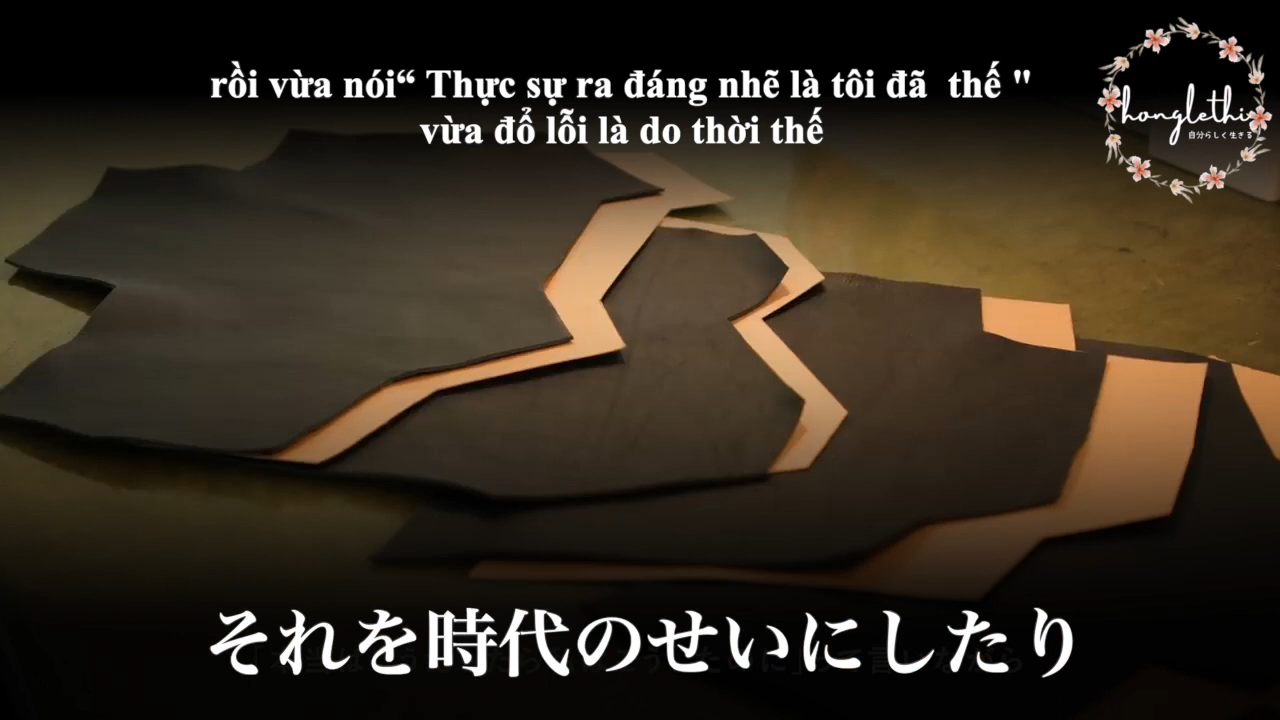 rồi vừa nói“ Thực sự ra đáng nhẽ là tôi đã thế "
vừa đổ lỗi là do thời thế
honglethi
自分らしく生きる
それを時代のせいにしたり